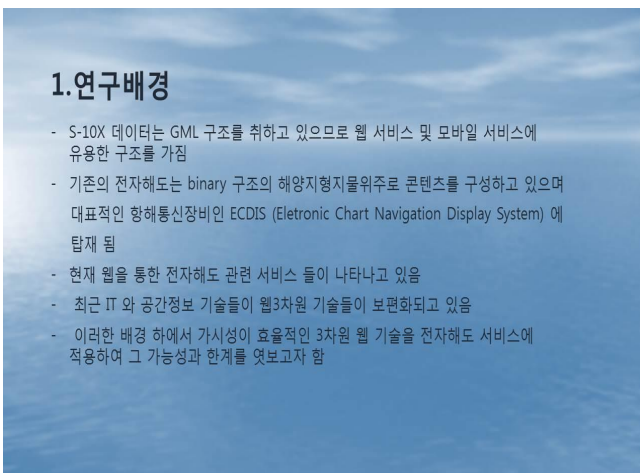 1.연구배경
- S-10X 데이터는 GML 구조를 취하고 있으므로 웹 서비스 및 모바일 서비스에
유용한 구조를 가짐
- 기존의 전자해도는 binary 구조의 해양지형지물위주로 콘텐츠를 구성하고 있으며
대표적인 항해통신장비인 ECDIS (Eletronic Chart Navigation Display System) 에
탑재 됨
- 현재 웹을 통한 전자해도 관련 서비스 들이 나타나고 있음
- 최근 IT 와 공간정보 기술들이 웹3차원 기술들이 보편화되고 있음
- 이러한 배경 하에서 가시성이 효율적인 3차원 웹 기술을 전자해도 서비스에
적용하여 그 가능성과 한계를 엿보고자 함